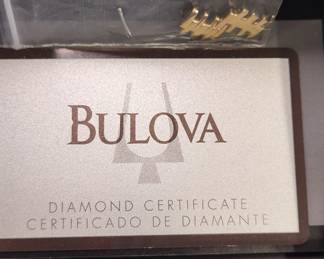 BULOVA
DIAMOND CERTIFICATE
CERTIFICADO DE DIAMANTE